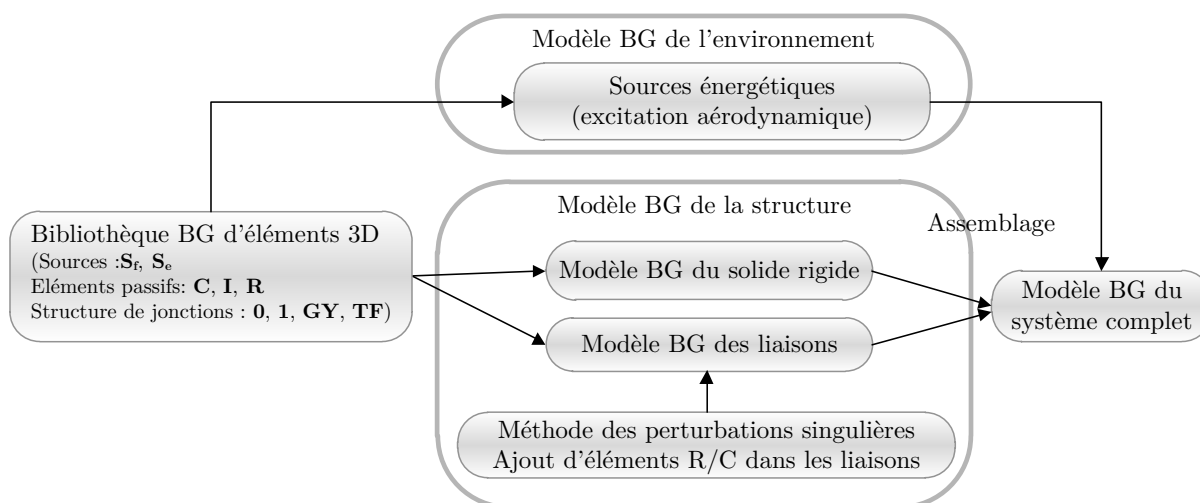 Modèle BG de l'environnement
Sources énergétiques
(excitation aérodynamique)
Modèle BG de la structure
Assemblage
Bibliothèque BG d'éléments 3D
(Sources :Sf, Se
Eléments passifs: C, I, R
Structure de jonctions : 0, 1, GY, TF)
Modèle BG du solide rigide
Modèle BG des liaisons
Modèle BG du
système complet
Méthode des perturbations singulières
Ajout d'éléments R/C dans les liaisons